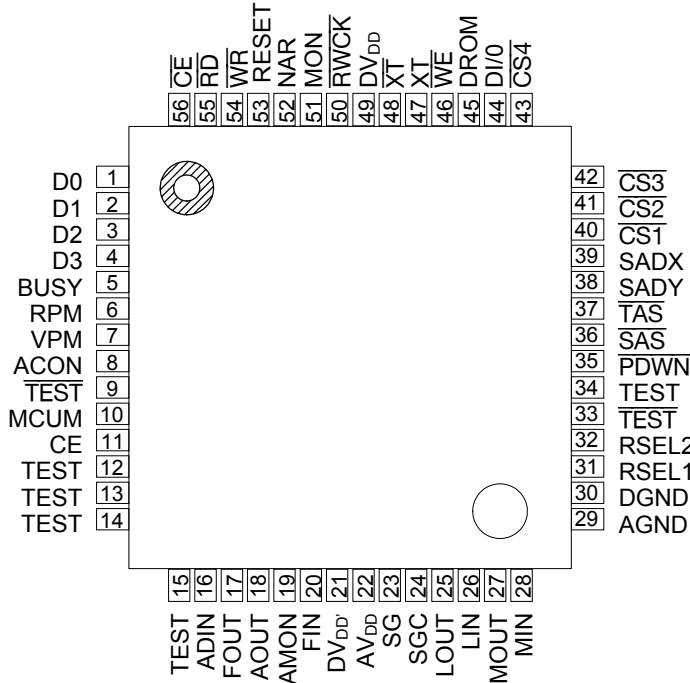 CE 56
RD 55
WR 54
RESET 53
NAR 52
MON 51
RWCK 50
DVDD 49
XT 48
XT 47
WE 46
DROM 45
DI/0 44
CS4 43
D0 1
D1 2
D2 3
D3 4
BUSY 5
RPM 6
VPM 7
ACON 8
TEST 9
MCUM 10
CE 11
TEST 12
TEST 13
TEST 14
42 CS3
41 CS2
40 CS1
39 SADX
38 SADY
37 TAS
36 SAS
35 PDWN
34 TEST
33 TEST
32 RSEL2
31 RSEL1
30 DGND
29 AGND
15 TEST
16 ADIN
17 FOUT
18 AOUT
19 AMON
20 FIN
21 DVDD'
22 AVDD
23 SG
24 SGC
25 LOUT
26 LIN
27 MOUT
28 MIN